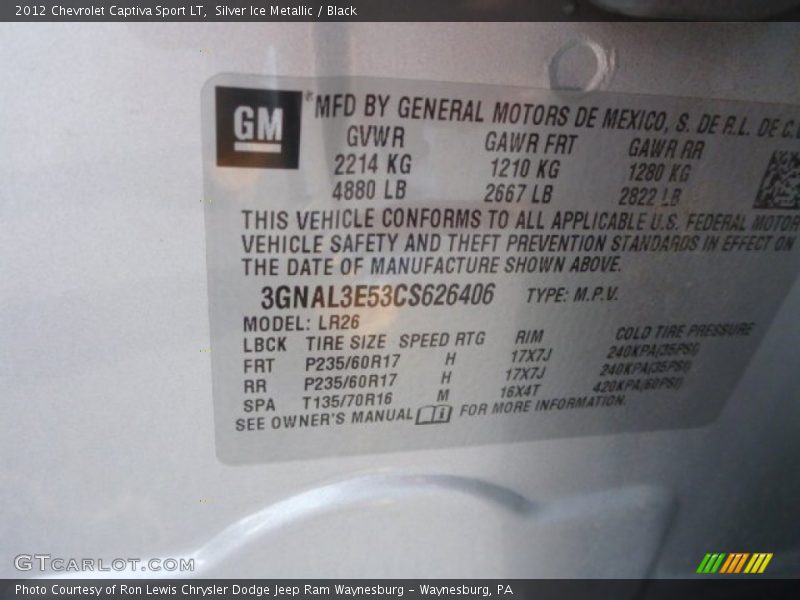 2012 Chevrolet Captiva Sport LT, Silver Ice Metallic / Black
GM
*MFD BY GENERAL MOTORS DE MEXICO, S. DE R.L. DE C.
GVWR GAWR FRT GAWR RR
2214 KG 1210 KG 1280 KG
4880 LB 2667 LB 2822 LB
THIS VEHICLE CONFORMS TO ALL APPLICABLE U.S. FEDERAL MOTOR
VEHICLE SAFETY AND THEFT PREVENTION STANDARDS IN EFFECT ON
THE DATE OF MANUFACTURE SHOWN ABOVE.
3GNAL3E53CS626406 TYPE: M.P.V.
MODEL: LR26
LBCK TIRE SIZE SPEED RTG RIM COLD TIRE PRESSURE
FRT P235/60R17 H 17X7J 240KPA(35PSI)
RR P235/60R17 H 17X7J 240KPA(35PSI)
SPA T135/70R16 M 16X4T 420KPA(60PSI)
SEE OWNER'S MANUAL FOR MORE INFORMATION.
GTCARLOT.COM
Photo Courtesy of Ron Lewis Chrysler Dodge Jeep Ram Waynesburg - Waynesburg, PA